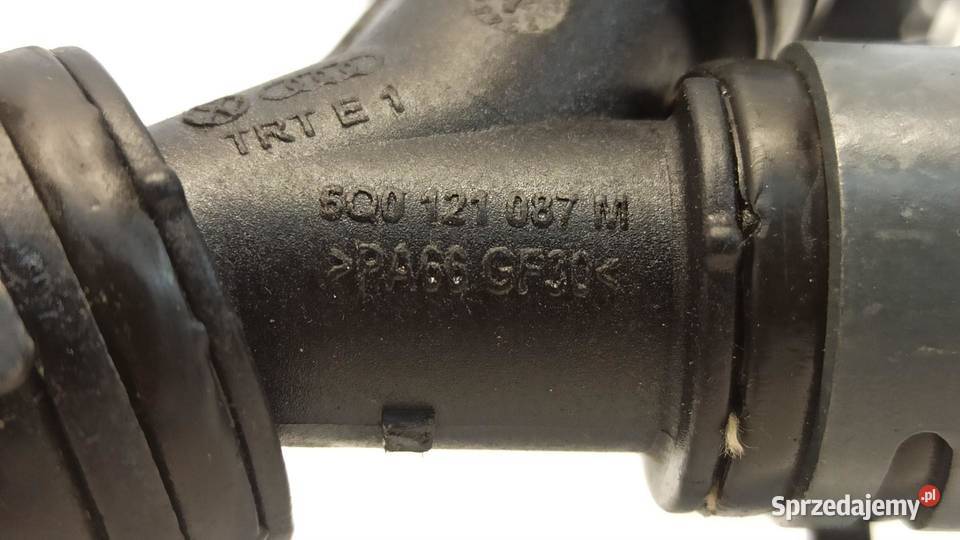 TRT E 1
6Q0 121 087 M
>PA66 GF30<
Sprzedajemy.pl